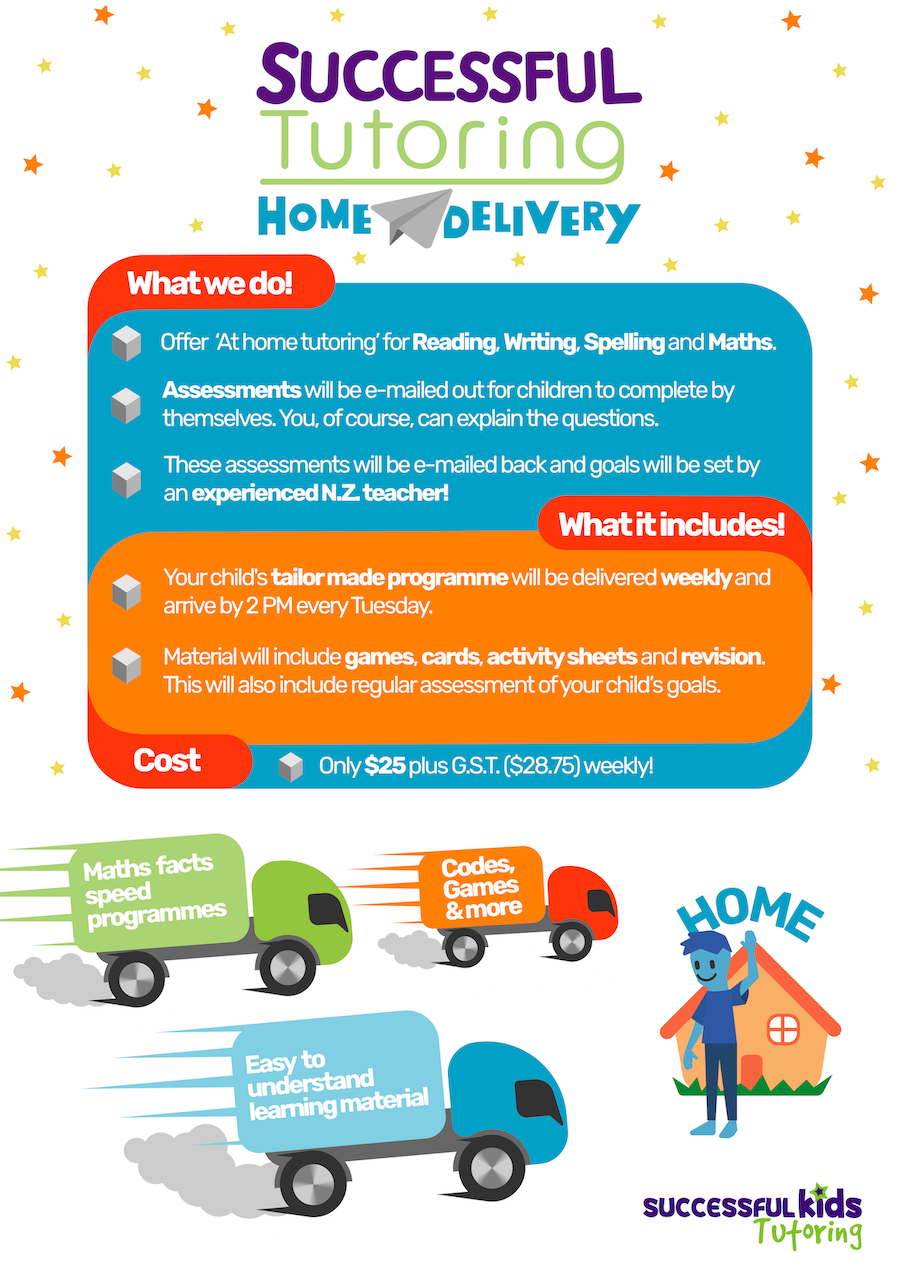 SUCCESSFUL
Tutoring
HOME DELIVERY
What we do!
Offer ‘At home tutoring’ for Reading, Writing, Spelling and Maths.
Assessments will be e-mailed out for children to complete by
themselves. You, of course, can explain the questions.
These assessments will be e-mailed back and goals will be set by
an experienced N.Z. teacher!
What it includes!
Your child's tailor made programme will be delivered weekly and
arrive by 2 PM every Tuesday.
Material will include games, cards, activity sheets and revision.
This will also include regular assessment of your child’s goals.
Cost
Only $25 plus G.S.T. ($28.75) weekly!
Maths facts
speed
programmes
Codes,
Games
& more
HOME
Easy to
understand
learning material
SUCCESSFUL kids
Tutoring